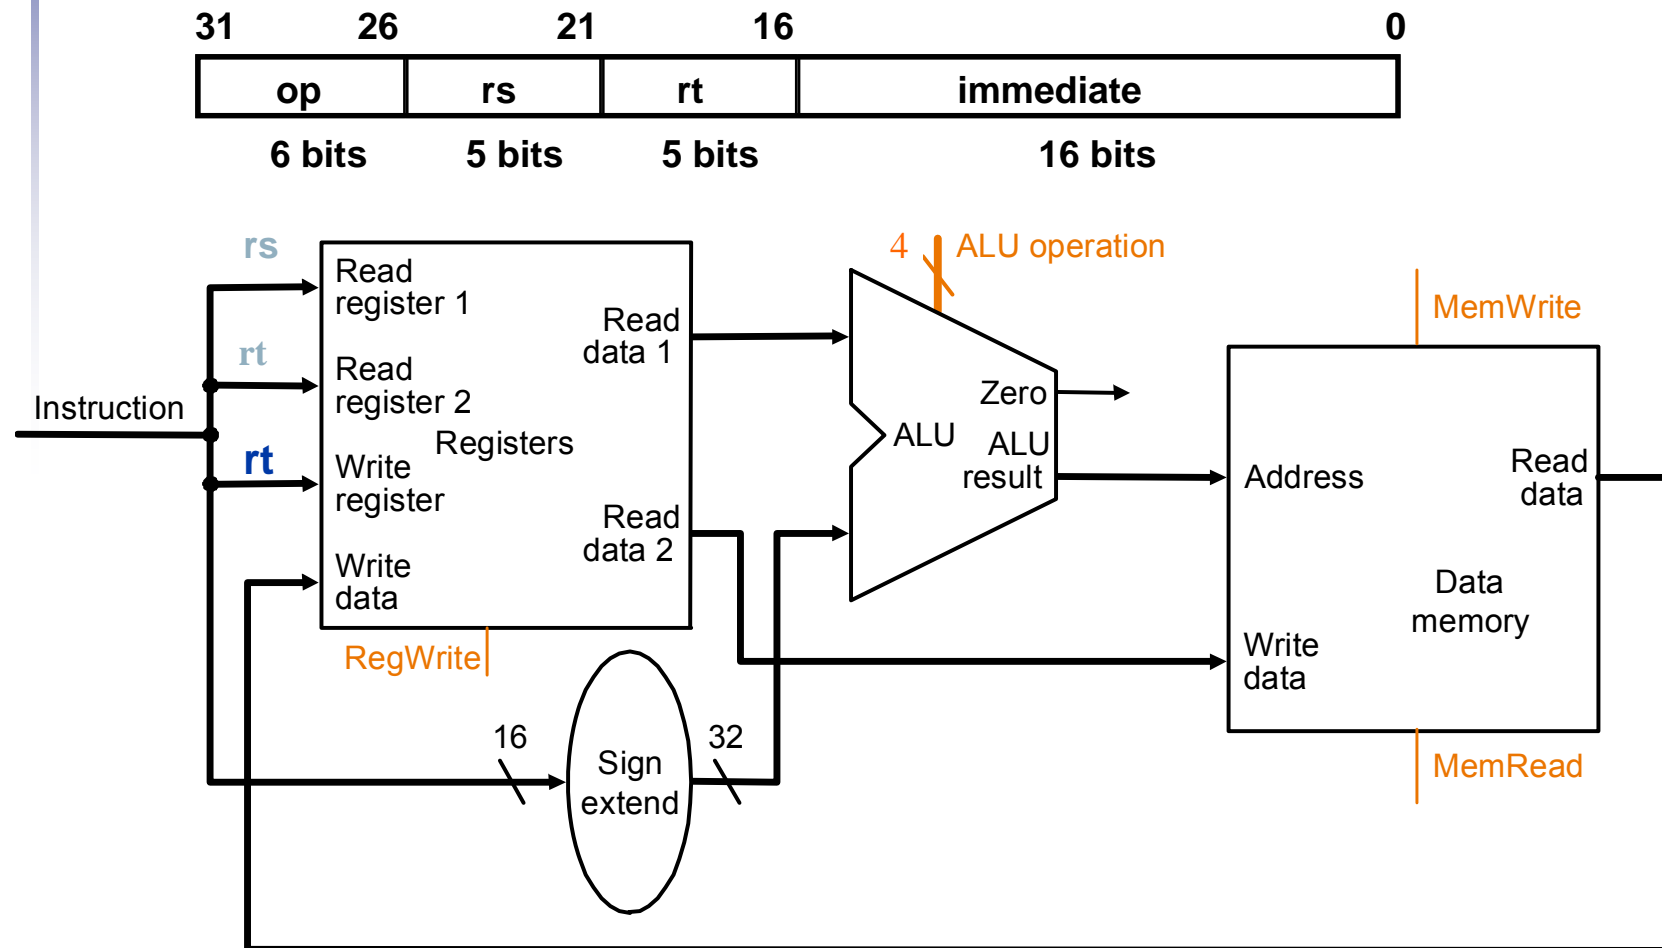 31 26 21 16 0
op rs rt immediate
6 bits 5 bits 5 bits 16 bits
rs
rt
Instruction
rt
Read
register 1
Read
register 2
Registers
Write
register
Write
data
Read
data 1
Read
data 2
RegWrite
4 ALU operation
Zero
ALU
ALU
result
MemWrite
Address
Read
data
Data
memory
Write
data
MemRead
16
Sign
extend
32